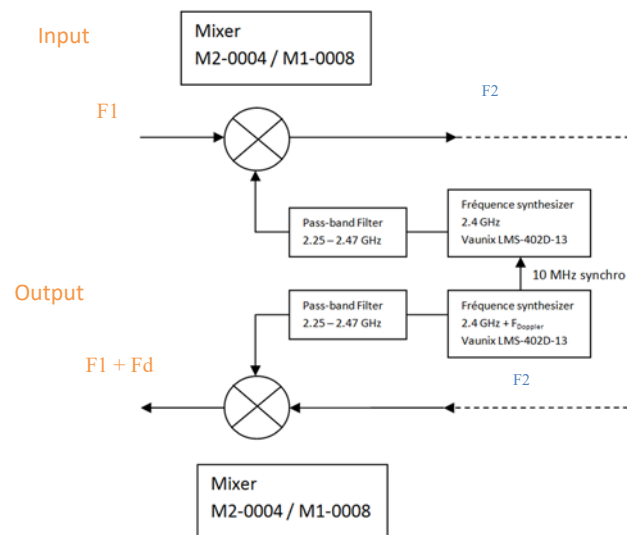 Input
Mixer
M2-0004 / M1-0008
F1
F2
Pass-band Filter
2.25 – 2.47 GHz
Fréquence synthesizer
2.4 GHz
Vaunix LMS-402D-13
10 MHz synchro
Output
Pass-band Filter
2.25 – 2.47 GHz
Fréquence synthesizer
2.4 GHz + FDoppler
Vaunix LMS-402D-13
F1 + Fd
F2
Mixer
M2-0004 / M1-0008